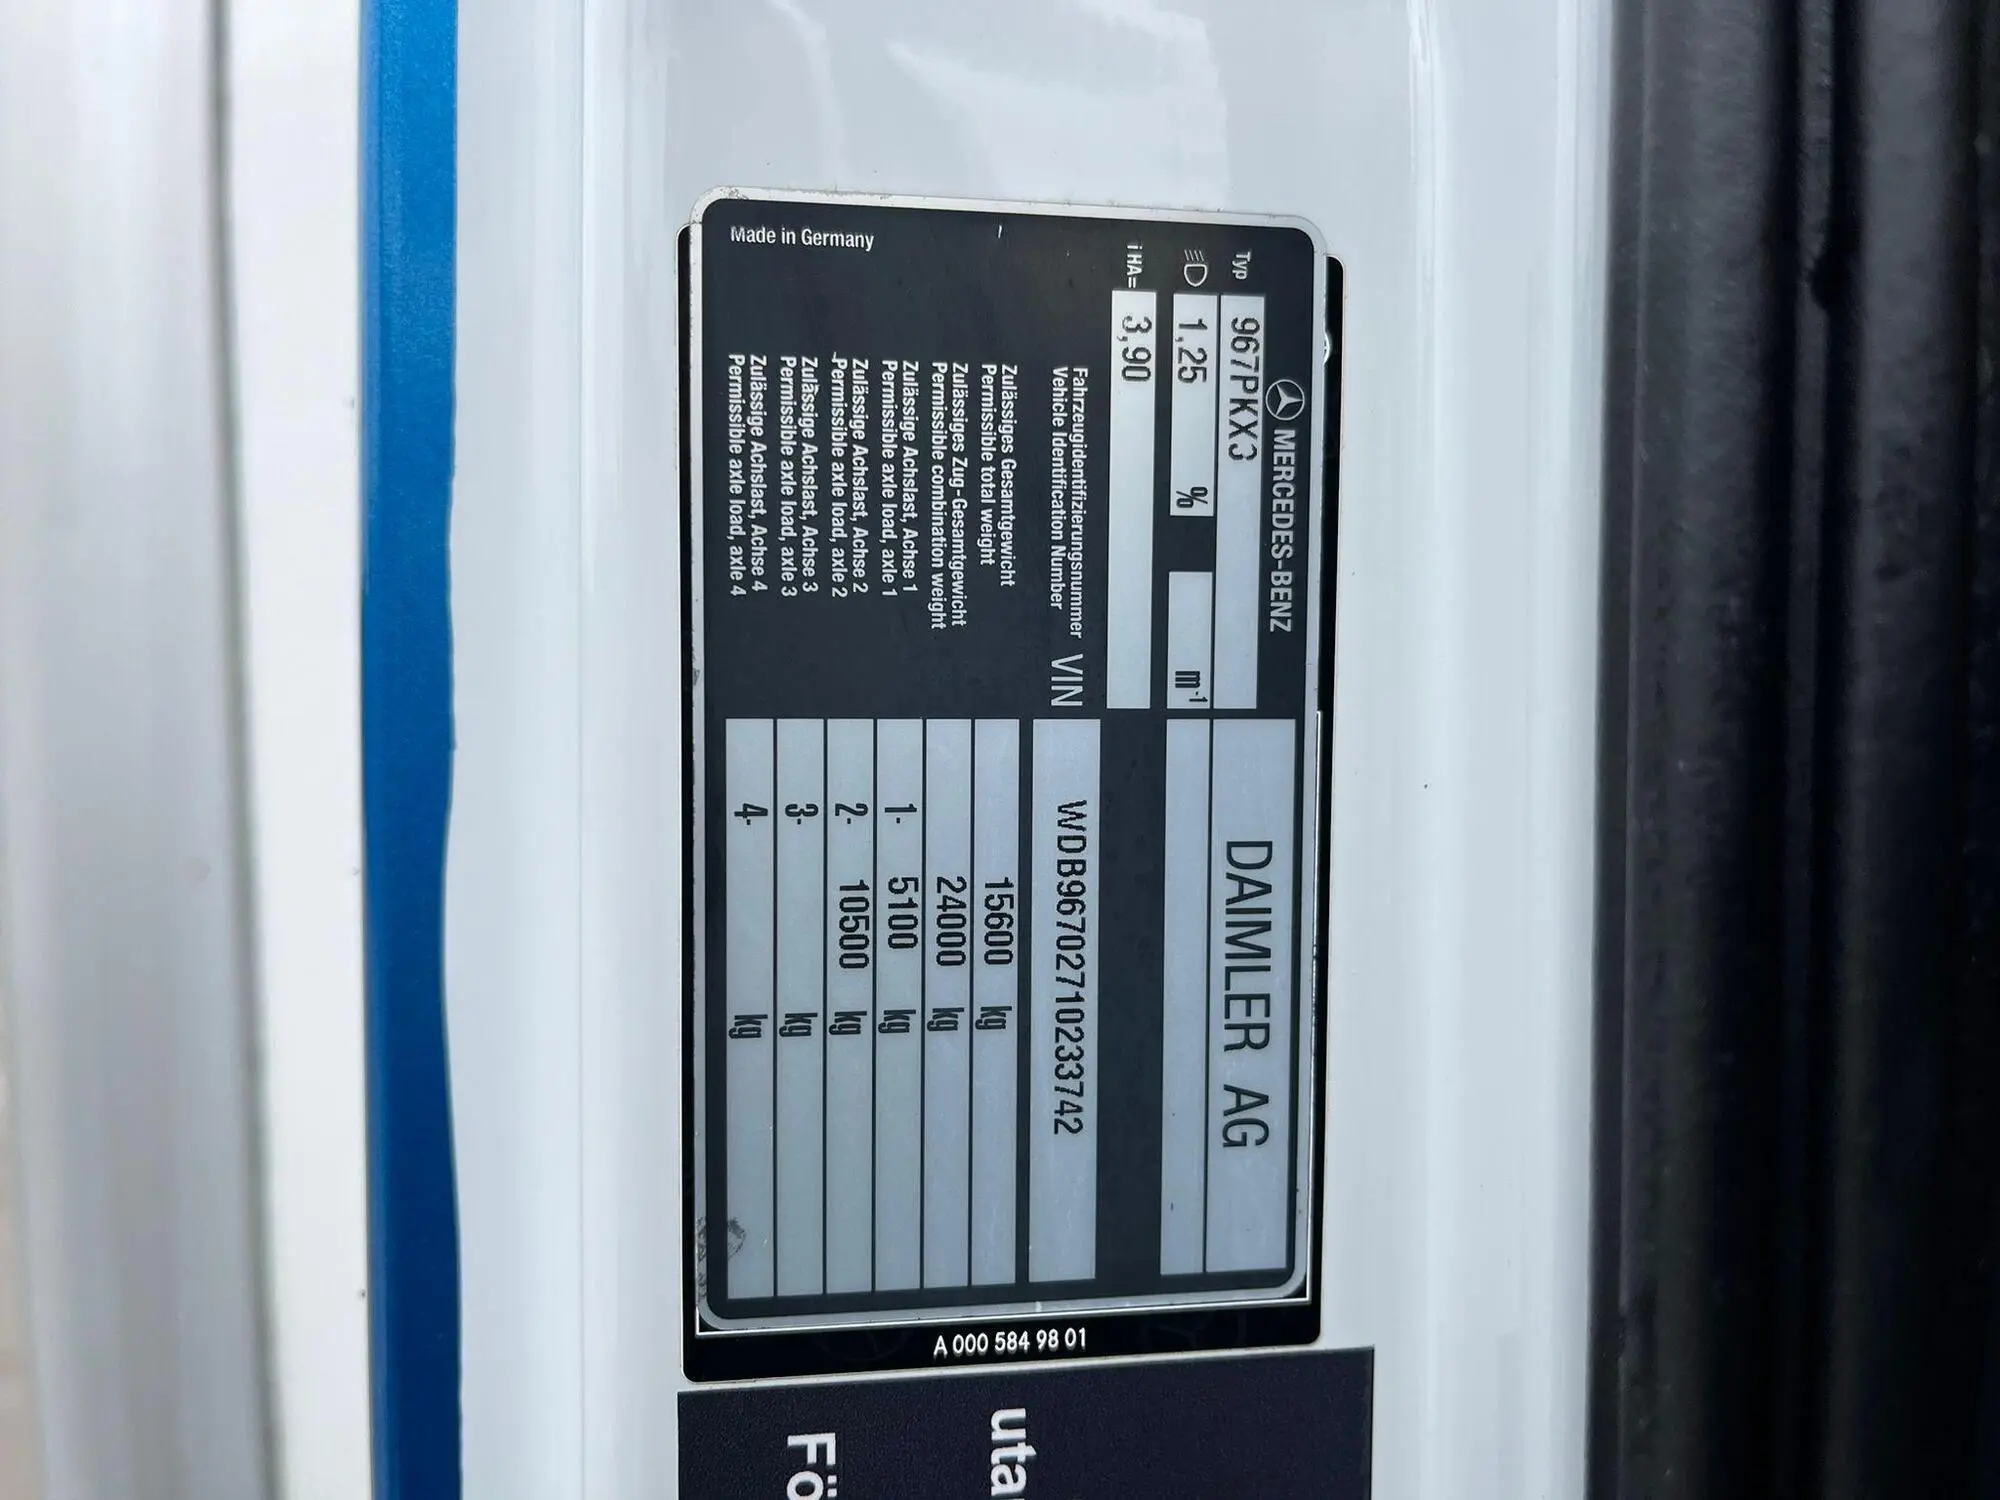 MERCEDES-BENZ
DAIMLER AG
Typ 967PKXX3
1,25 % m-1
i HA= 3,90
Fahrzeugidentifizierungsnummer
Vehicle Identification Number VIN WDB96702710233742
Zulässiges Gesamtgewicht
Permissible total weight 15600 kg
Zulässiges Zug-Gesamtgewicht
Permissible combination weight 24000 kg
Zulässige Achslast, Achse 1
Permissible axle load, axle 1 1- 5100 kg
Zulässige Achslast, Achse 2
Permissible axle load, axle 2 2- 10500 kg
Zulässige Achslast, Achse 3
Permissible axle load, axle 3 3- kg
Zulässige Achslast, Achse 4
Permissible axle load, axle 4 4- kg
Made in Germany
A 000 584 98 01
uta
Fö